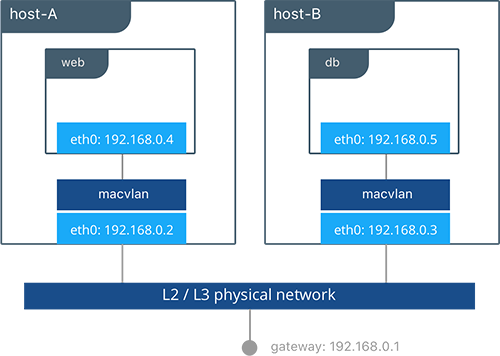 host-A
host-B
web
db
eth0: 192.168.0.4
eth0: 192.168.0.5
macvlan
macvlan
eth0: 192.168.0.2
eth0: 192.168.0.3
L2 / L3 physical network
gateway: 192.168.0.1